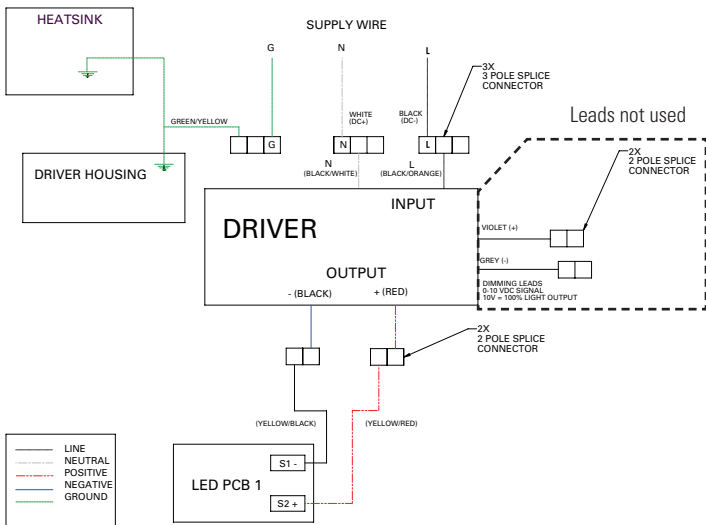 HEATSINK
SUPPLY WIRE
G
N
L
3X
3 POLE SPLICE
CONNECTOR
GREEN/YELLOW
WHITE
(DC+)
BLACK
(DC-)
Leads not used
G
N
L
2X
2 POLE SPLICE
CONNECTOR
DRIVER HOUSING
N
(BLACK/WHITE)
L
(BLACK/ORANGE)
INPUT
DRIVER
VIOLET (+)
GREY (-)
OUTPUT
DIMMING LEADS
0-10 VDC SIGNAL
10V = 100% LIGHT OUTPUT
- (BLACK)
+ (RED)
2X
2 POLE SPLICE
CONNECTOR
(YELLOW/BLACK)
(YELLOW/RED)
LINE
NEUTRAL
POSITIVE
NEGATIVE
GROUND
S1 -
LED PCB 1
S2 +